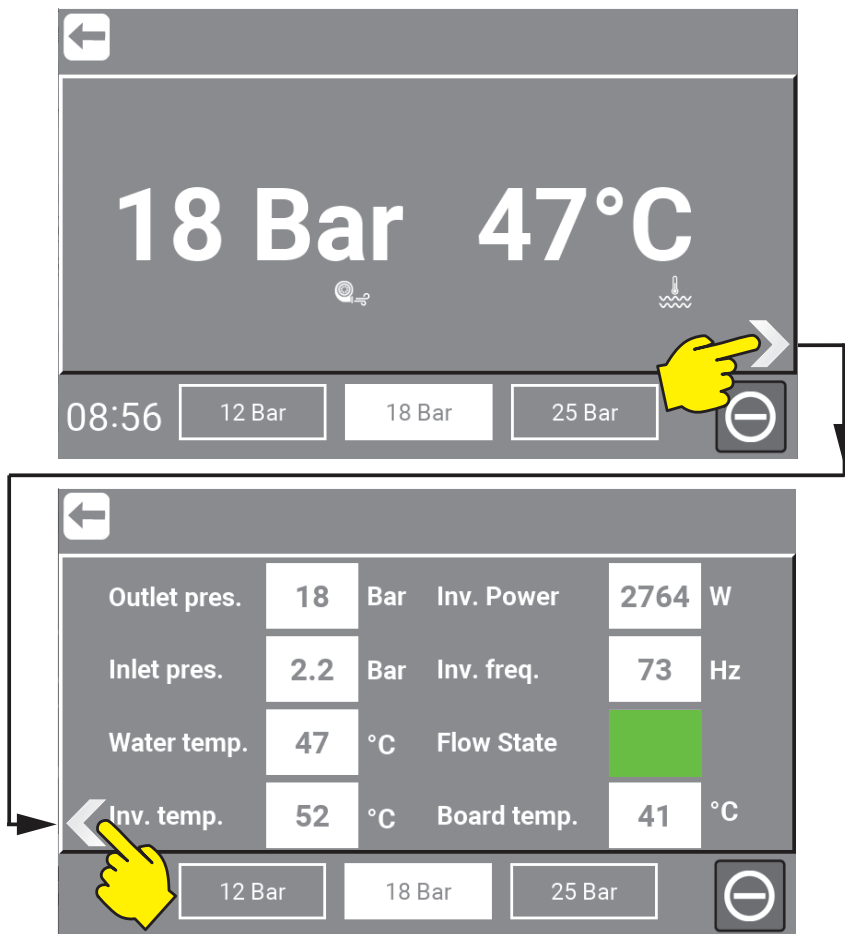 18 Bar 47°C
08:56 12 Bar 18 Bar 25 Bar
Outlet pres. 18 Bar Inv. Power 2764 W
Inlet pres. 2.2 Bar Inv. freq. 73 Hz
Water temp. 47 °C Flow State
Inv. temp. 52 °C Board temp. 41 °C
12 Bar 18 Bar 25 Bar